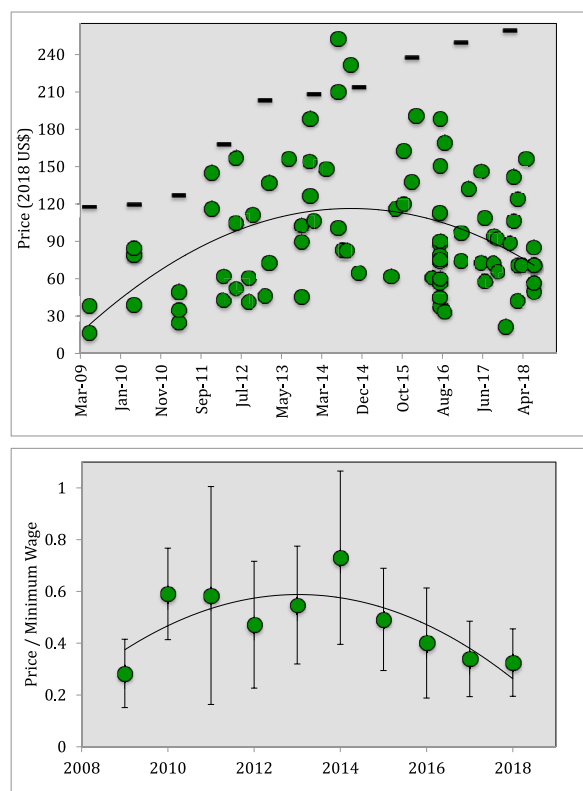 Price (2018 US$)
240
210
180
150
120
90
60
30
0
Mar-09
Jan-10
Nov-10
Sep-11
Jul-12
May-13
Mar-14
Dec-14
Oct-15
Aug-16
Jun-17
Apr-18
Price / Minimum Wage
1
0.8
0.6
0.4
0.2
0
2008
2010
2012
2014
2016
2018